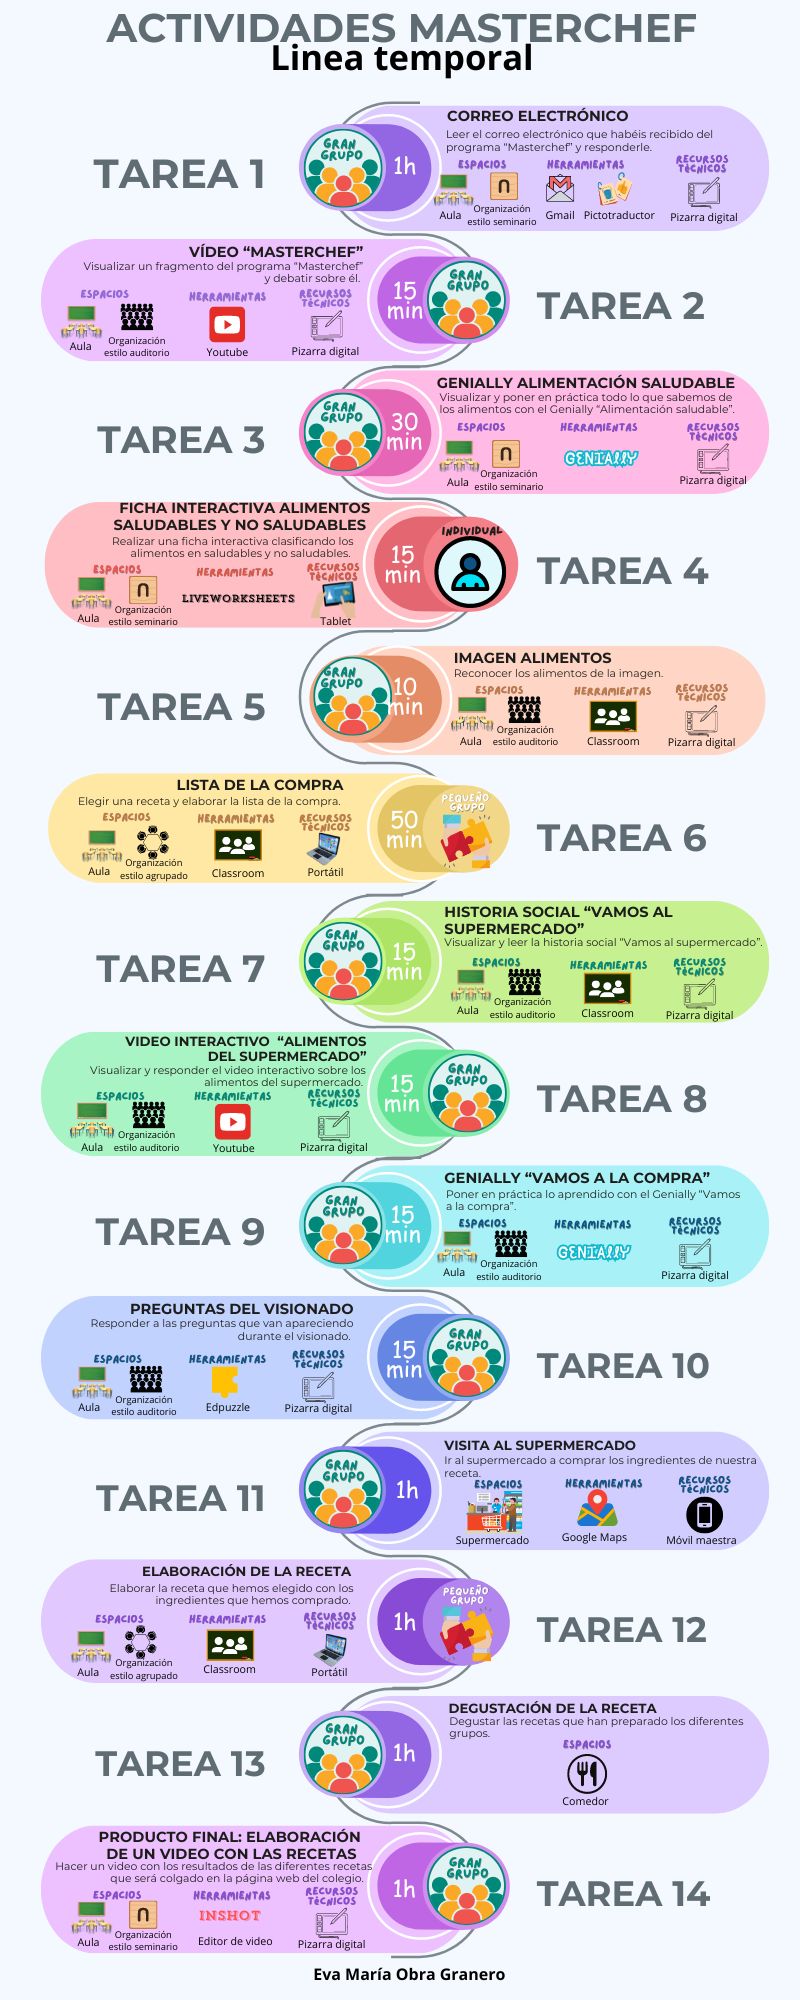 ACTIVIDADES MASTERCHEF
Linea temporal
TAREA 1
GRAN
GRUPO
1h
CORREO ELECTRÓNICO
Leer el correo electrónico que habéis recibido del
programa “Masterchef” y responderle.
ESPACIOS
HERRAMIENTAS
RECURSOS
TéCNICOS
Aula
Organización
estilo seminario
Gmail
Pictotraductor
Pizarra digital
VÍDEO “MASTERCHEF”
Visualizar un fragmento del programa “Masterchef”
y debatir sobre él.
ESPACIOS
HERRAMIENTAS
RECURSOS
TéCNICOS
Aula
Organización
estilo auditorio
Youtube
Pizarra digital
15
min
GRAN
GRUPO
TAREA 2
TAREA 3
GRAN
GRUPO
30
min
GENIALLY ALIMENTACIÓN SALUDABLE
Visualizar y poner en práctica todo lo que sabemos de
los alimentos con el Genially “Alimentación saludable”.
ESPACIOS
HERRAMIENTAS
RECURSOS
TéCNICOS
Aula
Organización
estilo seminario
GENIALLY
Pizarra digital
FICHA INTERACTIVA ALIMENTOS
SALUDABLES Y NO SALUDABLES
Realizar una ficha interactiva clasificando los
alimentos en saludables y no saludables.
ESPACIOS
HERRAMIENTAS
RECURSOS
TéCNICOS
Aula
Organización
estilo seminario
LIVEWORKSHEETS
Tablet
15
min
INDIVIDUAL
TAREA 4
TAREA 5
GRAN
GRUPO
10
min
IMAGEN ALIMENTOS
Reconocer los alimentos de la imagen.
ESPACIOS
HERRAMIENTAS
RECURSOS
TéCNICOS
Aula
Organización
estilo auditorio
Classroom
Pizarra digital
LISTA DE LA COMPRA
Elegir una receta y elaborar la lista de la compra.
ESPACIOS
HERRAMIENTAS
RECURSOS
TéCNICOS
Aula
Organización
estilo agrupado
Classroom
Portátil
50
min
PEQUEÑO
GRUPO
TAREA 6
TAREA 7
GRAN
GRUPO
15
min
HISTORIA SOCIAL “VAMOS AL
SUPERMERCADO”
Visualizar y leer la historia social “Vamos al supermercado”.
ESPACIOS
HERRAMIENTAS
RECURSOS
TéCNICOS
Aula
Organización
estilo auditorio
Classroom
Pizarra digital
VIDEO INTERACTIVO “ALIMENTOS
DEL SUPERMERCADO”
Visualizar y responder el video interactivo sobre los
alimentos del supermercado.
ESPACIOS
HERRAMIENTAS
RECURSOS
TéCNICOS
Aula
Organización
estilo auditorio
Youtube
Pizarra digital
15
min
GRAN
GRUPO
TAREA 8
TAREA 9
GRAN
GRUPO
15
min
GENIALLY “VAMOS A LA COMPRA”
Poner en práctica lo aprendido con el Genially “Vamos
a la compra”.
ESPACIOS
HERRAMIENTAS
RECURSOS
TéCNICOS
Aula
Organización
estilo auditorio
GENIALLY
Pizarra digital
PREGUNTAS DEL VISIONADO
Responder a las preguntas que van apareciendo
durante el visionado.
ESPACIOS
HERRAMIENTAS
RECURSOS
TéCNICOS
Aula
Organización
estilo auditorio
Edpuzzle
Pizarra digital
15
min
GRAN
GRUPO
TAREA 10
TAREA 11
GRAN
GRUPO
1h
VISITA AL SUPERMERCADO
Ir al supermercado a comprar los ingredientes de nuestra
receta.
ESPACIOS
HERRAMIENTAS
RECURSOS
TéCNICOS
Supermercado
Google Maps
Móvil maestra
ELABORACIÓN DE LA RECETA
Elaborar la receta que hemos elegido con los
ingredientes que hemos comprado.
ESPACIOS
HERRAMIENTAS
RECURSOS
TéCNICOS
Aula
Organización
estilo agrupado
Classroom
Portátil
1h
PEQUEÑO
GRUPO
TAREA 12
TAREA 13
GRAN
GRUPO
1h
DEGUSTACIÓN DE LA RECETA
Degustar las recetas que han preparado los diferentes
grupos.
ESPACIOS
Comedor
PRODUCTO FINAL: ELABORACIÓN
DE UN VIDEO CON LAS RECETAS
Hacer un video con los resultados de las diferentes recetas
que será colgado en la página web del colegio.
ESPACIOS
HERRAMIENTAS
RECURSOS
TéCNICOS
Aula
Organización
estilo seminario
INSHOT
Editor de video
Pizarra digital
1h
GRAN
GRUPO
TAREA 14
Eva María Obra Granero